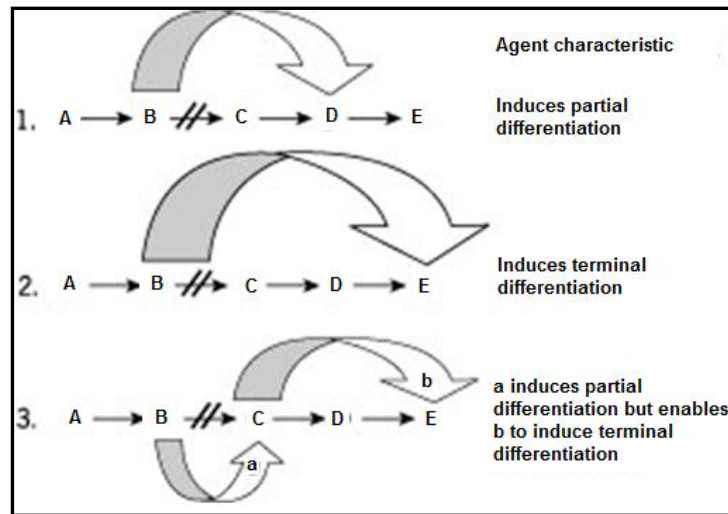 Agent characteristic
1. A B C D E
Induces partial
differentiation
2. A B C D E
Induces terminal
differentiation
b
3. A B C D E
a
a induces partial
differentiation but enables
b to induce terminal
differentiation